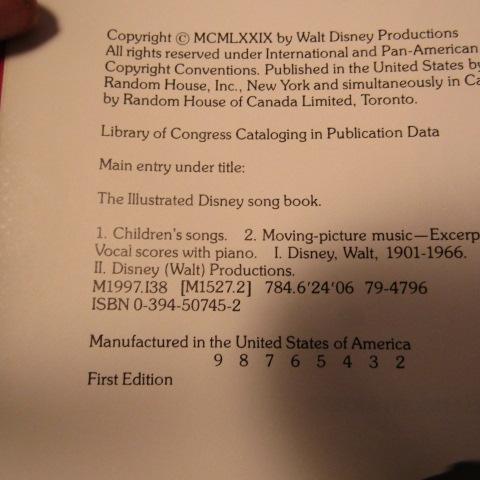 Copyright © MCMLXXIX by Walt Disney Productions
All rights reserved under International and Pan-American
Copyright Conventions. Published in the United States by
Random House, Inc., New York and simultaneously in Ca
by Random House of Canada Limited, Toronto.
Library of Congress Cataloging in Publication Data
Main entry under title:
The Illustrated Disney song book.
1. Children's songs. 2. Moving-picture music—Excerp
Vocal scores with piano. I. Disney, Walt, 1901-1966.
II. Disney (Walt) Productions.
M1997.I38 [M1527.2] 784.6'24'06 79-4796
ISBN 0-394-50745-2
Manufactured in the United States of America
9 8 7 6 5 4 3 2
First Edition